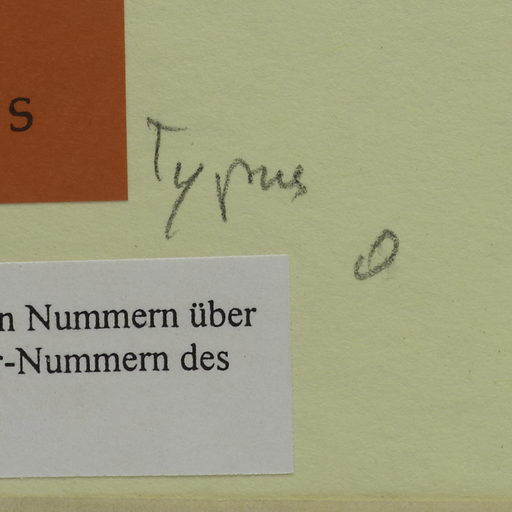 s
Typus
n Nummern über
r-Nummern des